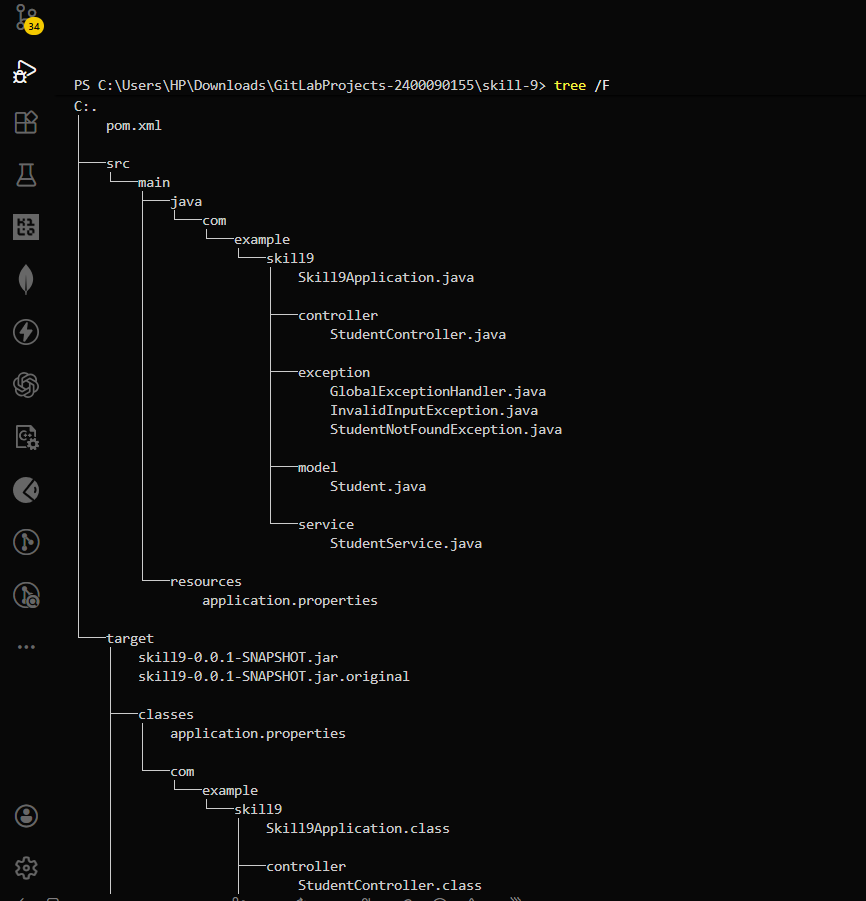 34
PS C:\Users\HP\Downloads\GitLabProjects-2400090155\skill-9> tree /F
C:.
pom.xml
src
main
java
com
example
skill9
Skill9Application.java
controller
StudentController.java
exception
GlobalExceptionHandler.java
InvalidInputException.java
StudentNotFoundException.java
model
Student.java
service
StudentService.java
resources
application.properties
target
skill9-0.0.1-SNAPSHOT.jar
skill9-0.0.1-SNAPSHOT.jar.original
classes
application.properties
com
example
skill9
Skill9Application.class
controller
StudentController.class